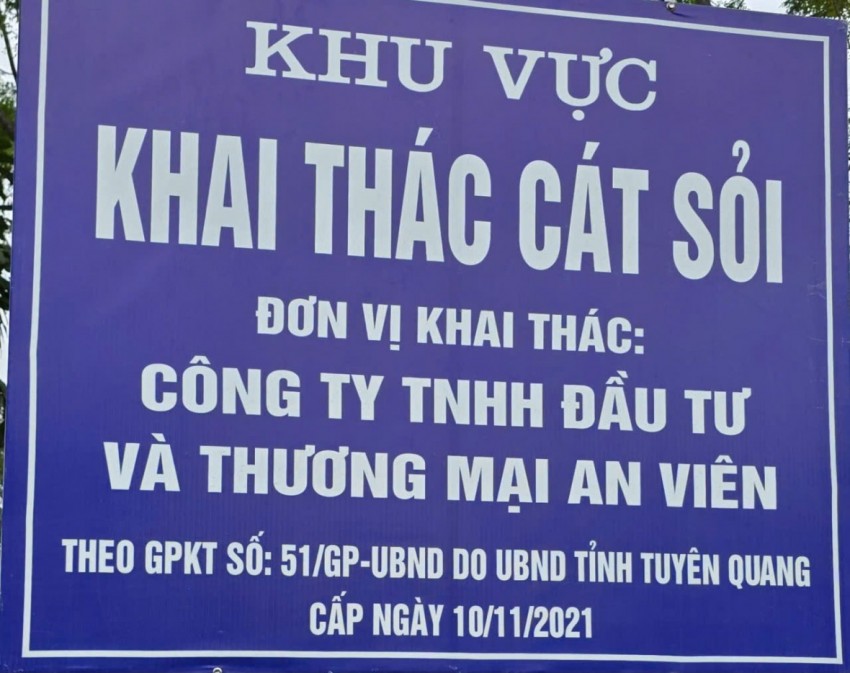 KHU VỰC
KHAI THÁC CÁT SỎI
ĐƠN VỊ KHAI THÁC:
CÔNG TY TNHH ĐẦU TƯ
VÀ THƯƠNG MẠI AN VIÊN
THEO GPKT SỐ: 51/GP-UBND DO UBND TỈNH TUYÊN QUANG
CẤP NGÀY 10/11/2021